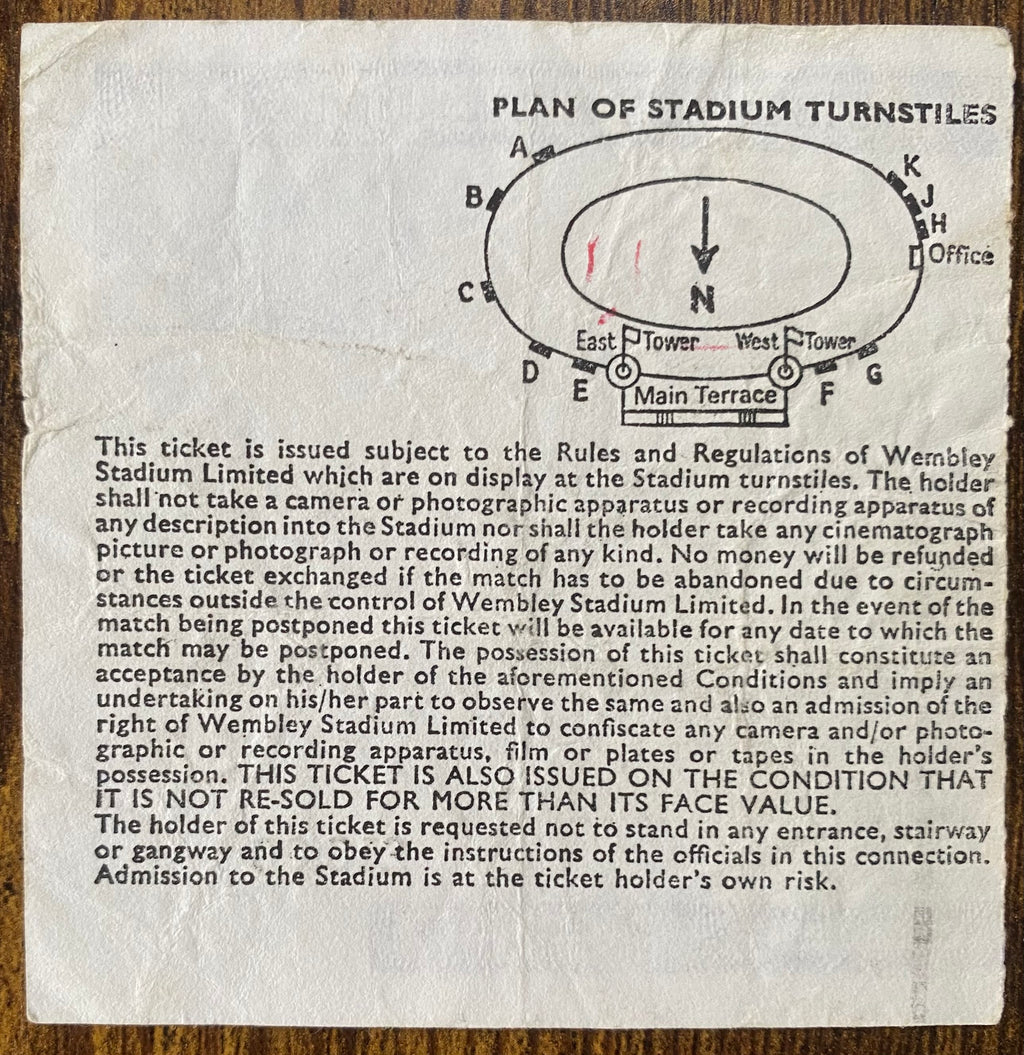 PLAN OF STADIUM TURNSTILES
A
K
B
J
H
Office
C
N
East Tower West Tower
D
E
F
G
Main Terrace
This ticket is issued subject to the Rules and Regulations of Wembley
Stadium Limited which are on display at the Stadium turnstiles. The holder
shall not take a camera or photographic apparatus or recording apparatus of
any description into the Stadium nor shall the holder take any cinematograph
picture or photograph or recording of any kind. No money will be refunded
or the ticket exchanged if the match has to be abandoned due to circum-
stances outside the control of Wembley Stadium Limited. In the event of the
match being postponed this ticket will be available for any date to which the
match may be postponed. The possession of this ticket shall constitute an
acceptance by the holder of the aforementioned Conditions and imply an
undertaking on his/her part to observe the same and also an admission of the
right of Wembley Stadium Limited to confiscate any camera and/or photo-
graphic or recording apparatus, film or plates or tapes in the holder's
possession. THIS TICKET IS ALSO ISSUED ON THE CONDITION THAT
IT IS NOT RE-SOLD FOR MORE THAN ITS FACE VALUE.
The holder of this ticket is requested not to stand in any entrance, stairway
or gangway and to obey the instructions of the officials in this connection.
Admission to the Stadium is at the ticket holder's own risk.